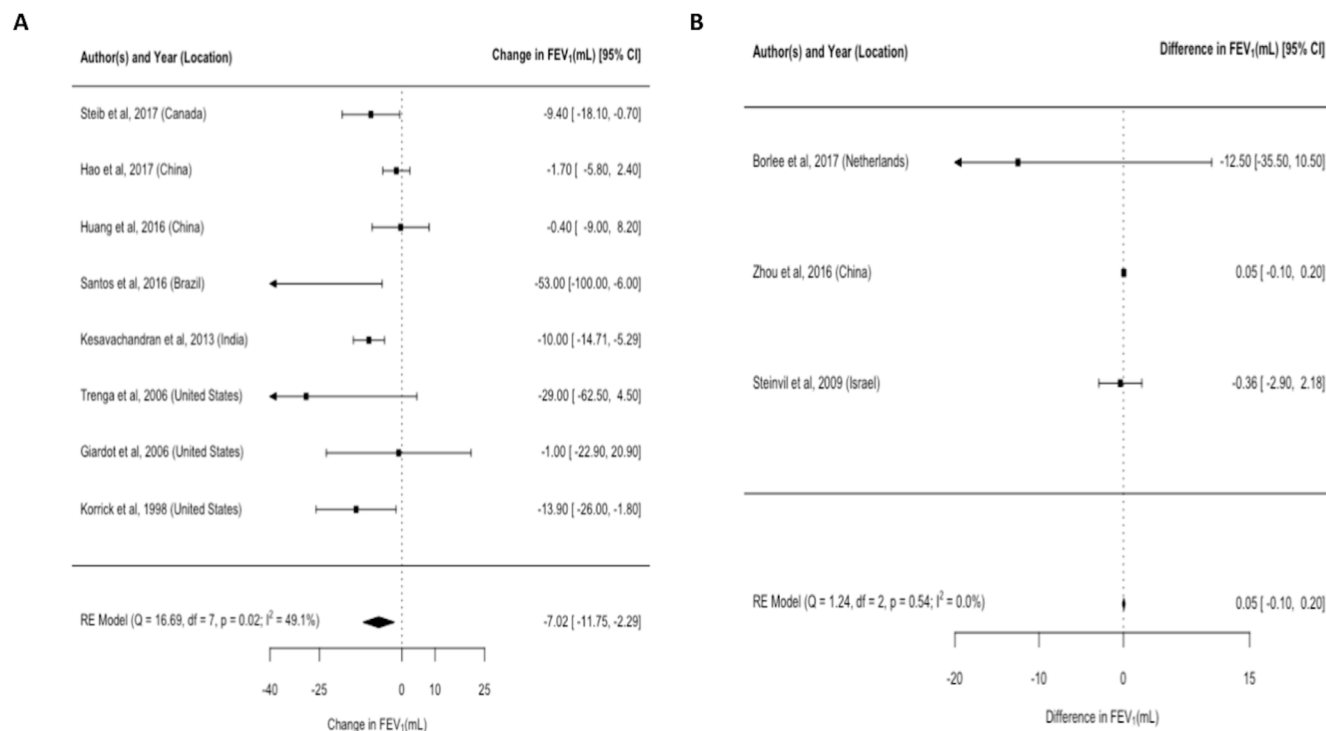 A
Author(s) and Year (Location) Change in FEV₁(mL) [95% CI]
Steib et al, 2017 (Canada) -9.40 [ -18.10, -0.70]
Hao et al, 2017 (China) -1.70 [ -5.80, 2.40]
Huang et al, 2016 (China) -0.40 [ -9.00, 8.20]
Santos et al, 2016 (Brazil) -53.00 [-100.00, -6.00]
Kesavachandran et al, 2013 (India) -10.00 [ -14.71, -5.29]
Trenga et al, 2006 (United States) -29.00 [ -62.50, 4.50]
Giardot et al, 2006 (United States) -1.00 [ -22.90, 20.90]
Korrick et al, 1998 (United States) -13.90 [ -26.00, -1.80]
RE Model (Q = 16.69, df = 7, p = 0.02; I² = 49.1%) -7.02 [ -11.75, -2.29]
-40 -25 0 10 25
Change in FEV₁(mL)
B
Author(s) and Year (Location) Difference in FEV₁(mL) [95% CI]
Borlee et al, 2017 (Netherlands) -12.50 [-35.50, 10.50]
Zhou et al, 2016 (China) 0.05 [ -0.10, 0.20]
Steinvil et al, 2009 (Israel) -0.36 [ -2.90, 2.18]
RE Model (Q = 1.24, df = 2, p = 0.54; I² = 0.0%) 0.05 [ -0.10, 0.20]
-20 -10 0 15
Difference in FEV₁(mL)